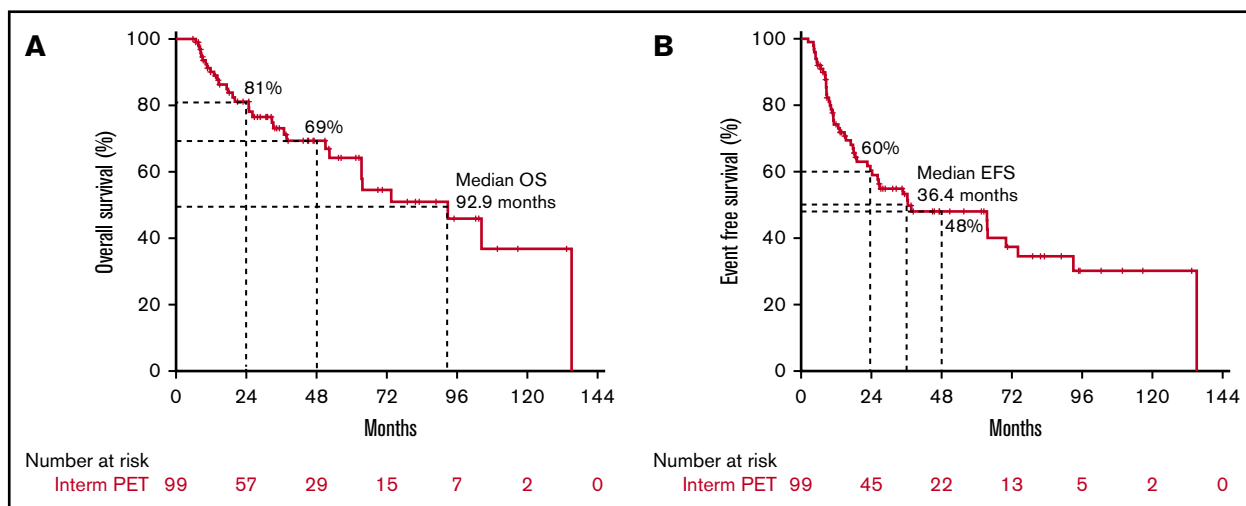 A
Overall survival (%)
100
80
60
40
20
0
81%
69%
Median OS
92.9 months
0 24 48 72 96 120 144
Months
Number at risk
Interm PET 99 57 29 15 7 2 0
B
Event free survival (%)
100
80
60
40
20
0
60%
Median EFS
36.4 months
48%
0 24 48 72 96 120 144
Months
Number at risk
Interm PET 99 45 22 13 5 2 0